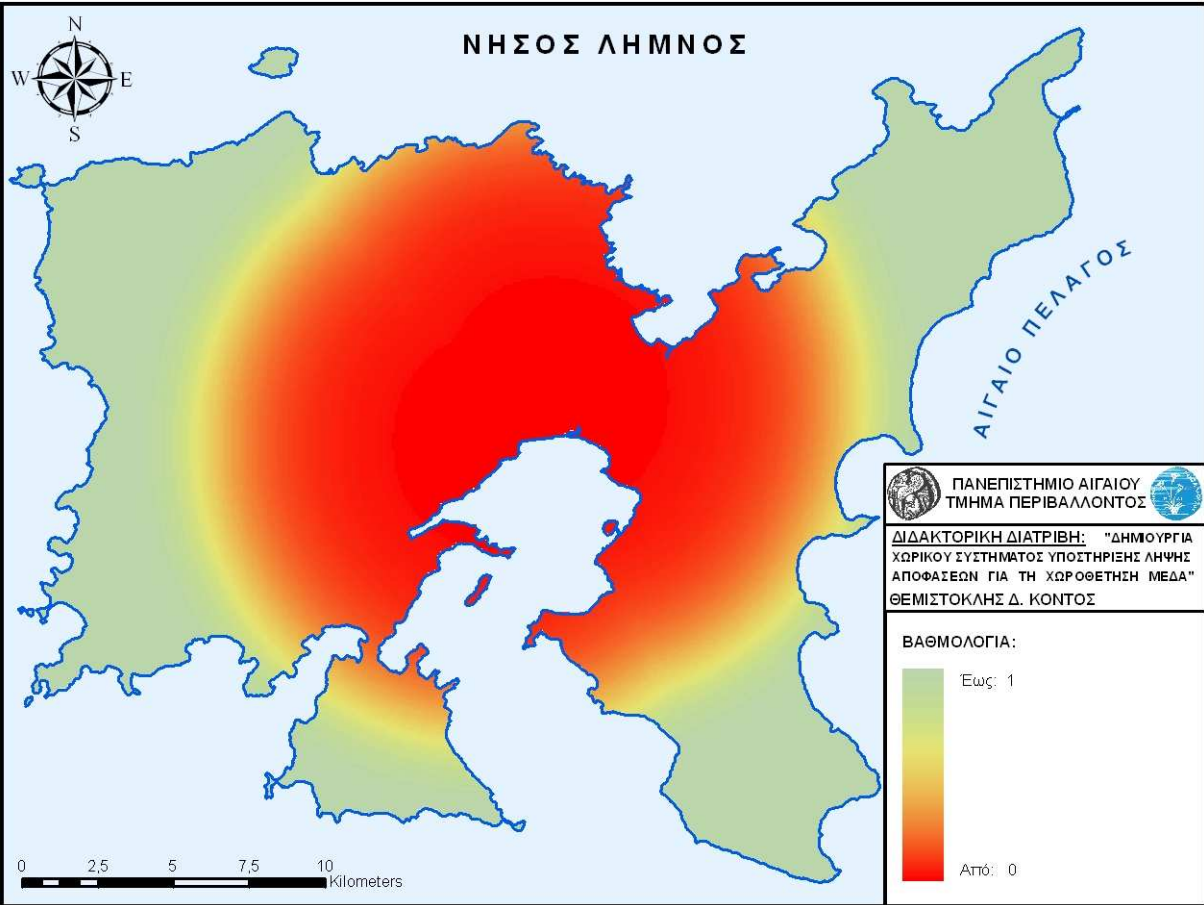 ΝΗΣΟΣ ΛΗΜΝΟΣ
N
W E
S
ΑΙΓΑΙΟ ΠΕΛΑΓΟΣ
ΠΑΝΕΠΙΣΤΗΜΙΟ ΑΙΓΑΙΟΥ
ΤΜΗΜΑ ΠΕΡΙΒΑΛΛΟΝΤΟΣ
ΔΙΔΑΚΤΟΡΙΚΗ ΔΙΑΤΡΙΒΗ: "ΔΗΜΙΟΥΡΓΙΑ
ΧΩΡΙΚΟΥ ΣΥΣΤΗΜΑΤΟΣ ΥΠΟΣΤΗΡΙΞΗΣ ΛΗΨΗΣ
ΑΠΟΦΑΣΕΩΝ ΓΙΑ ΤΗ ΧΩΡΟΘΕΤΗΣΗ ΜΕΔΑ"
ΘΕΜΙΣΤΟΚΛΗΣ Δ. ΚΟΝΤΟΣ
ΒΑΘΜΟΛΟΓΙΑ:
Έως: 1
Από: 0
0 2,5 5 7,5 10
Kilometers